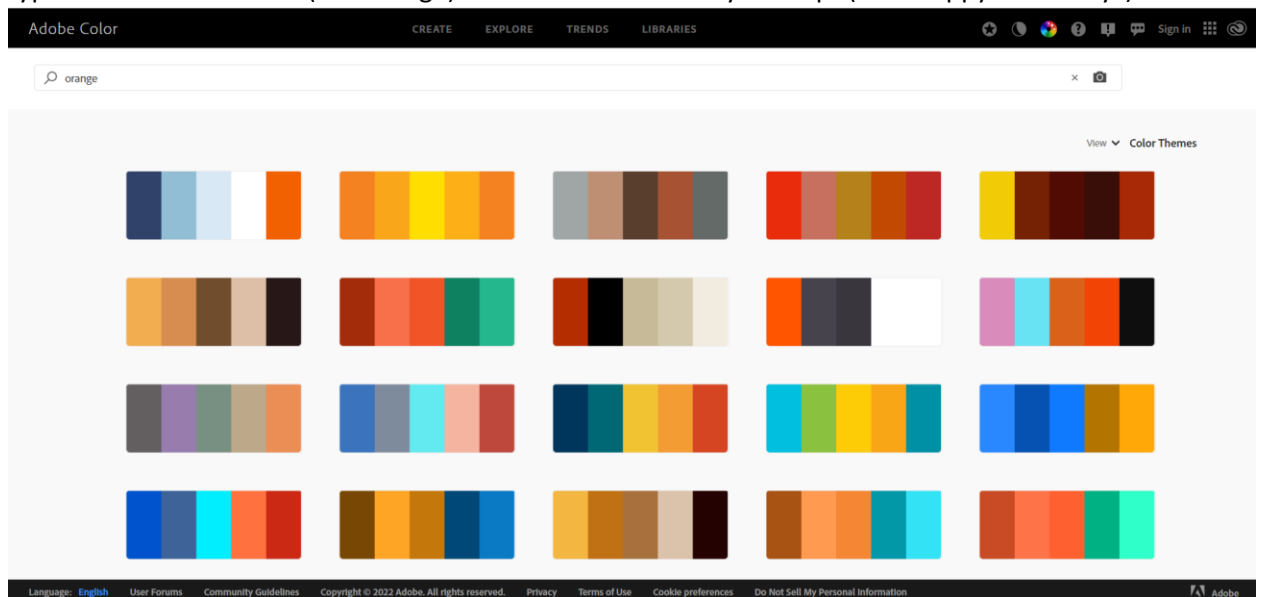 Adobe Color CREATE EXPLORE TRENDS LIBRARIES Sign in
orange
View Color Themes
Language: English User Forums Community Guidelines Copyright © 2022 Adobe. All rights reserved. Privacy Terms of Use Cookie preferences Do Not Sell My Personal Information Adobe